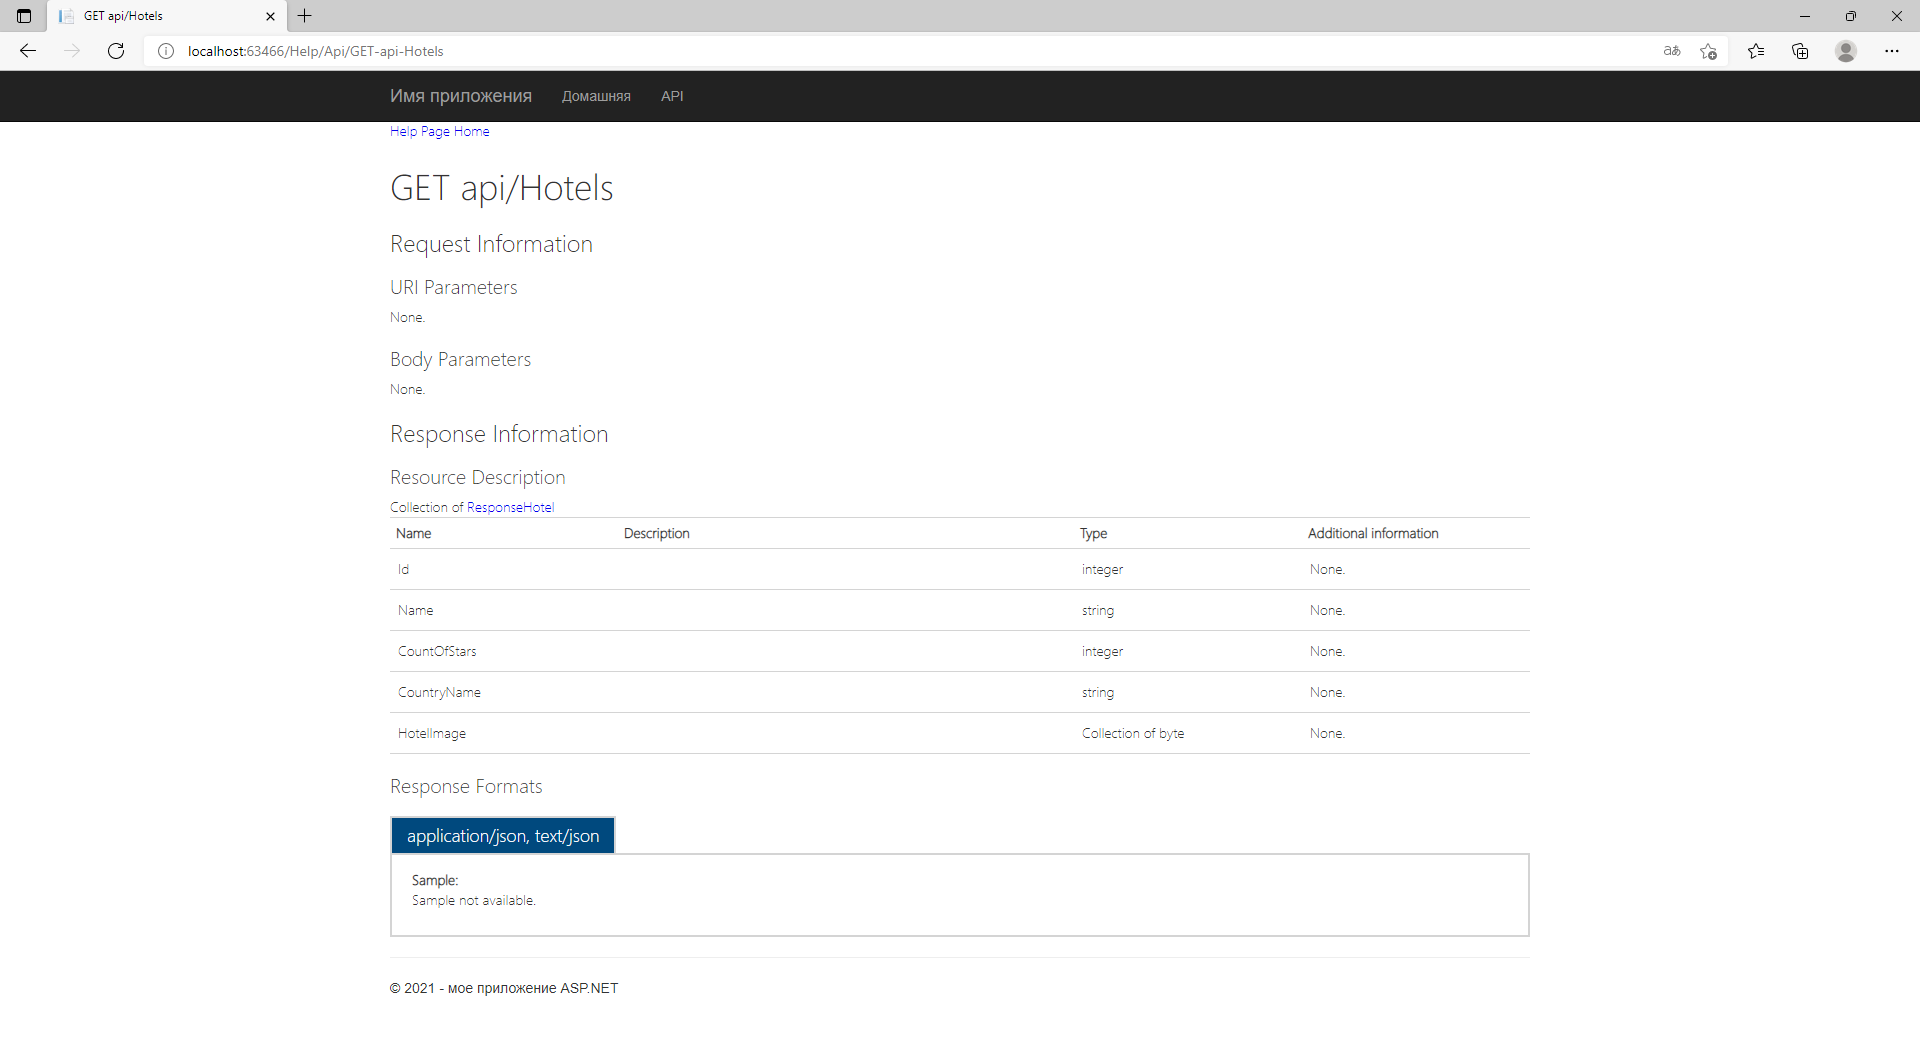 GET api/Hotels
localhost:63466/Help/Api/GET-api-Hotels
aあ
Имя приложения Домашняя API
Help Page Home
GET api/Hotels
Request Information
URI Parameters
None.
Body Parameters
None.
Response Information
Resource Description
Collection of ResponseHotel
Name Description Type Additional information
Id integer None.
Name string None.
CountOfStars integer None.
CountryName string None.
HotelImage Collection of byte None.
Response Formats
application/json, text/json
Sample:
Sample not available.
© 2021 - мое приложение ASP.NET